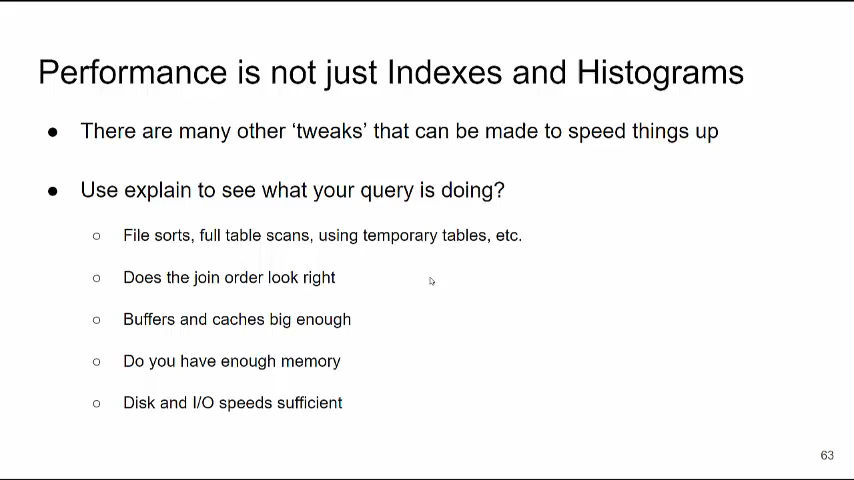 Performance is not just Indexes and Histograms
● There are many other ‘tweaks’ that can be made to speed things up
● Use explain to see what your query is doing?
○ File sorts, full table scans, using temporary tables, etc.
○ Does the join order look right
○ Buffers and caches big enough
○ Do you have enough memory
○ Disk and I/O speeds sufficient
63